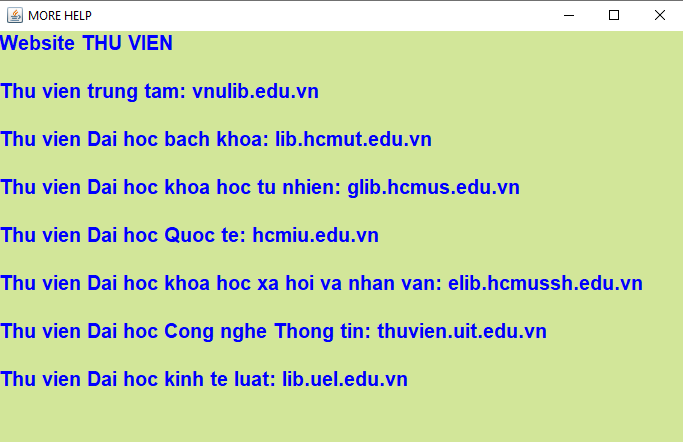 MORE HELP
Website THU VIEN
Thu vien trung tam: vnulib.edu.vn
Thu vien Dai hoc bach khoa: lib.hcmut.edu.vn
Thu vien Dai hoc khoa hoc tu nhien: glib.hcmus.edu.vn
Thu vien Dai hoc Quoc te: hcmiu.edu.vn
Thu vien Dai hoc khoa hoc xa hoi va nhan van: elib.hcmussh.edu.vn
Thu vien Dai hoc Cong nghe Thong tin: thuvien.uit.edu.vn
Thu vien Dai hoc kinh te luat: lib.uel.edu.vn